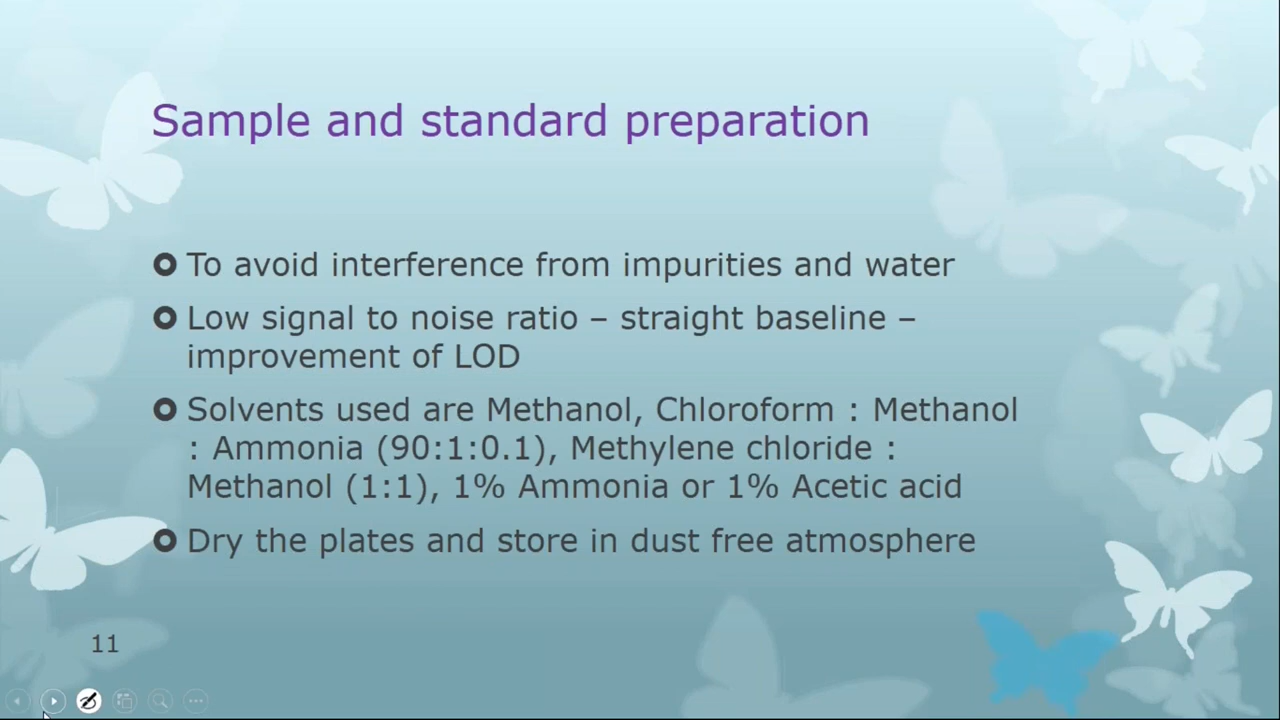 Sample and standard preparation
To avoid interference from impurities and water
Low signal to noise ratio – straight baseline –
improvement of LOD
Solvents used are Methanol, Chloroform : Methanol
: Ammonia (90:1:0.1), Methylene chloride :
Methanol (1:1), 1% Ammonia or 1% Acetic acid
Dry the plates and store in dust free atmosphere
11